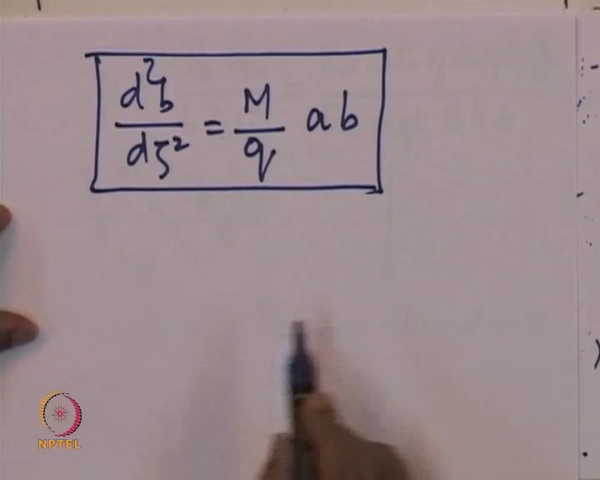 d²b/dζ² = M/q ab
NPTEL